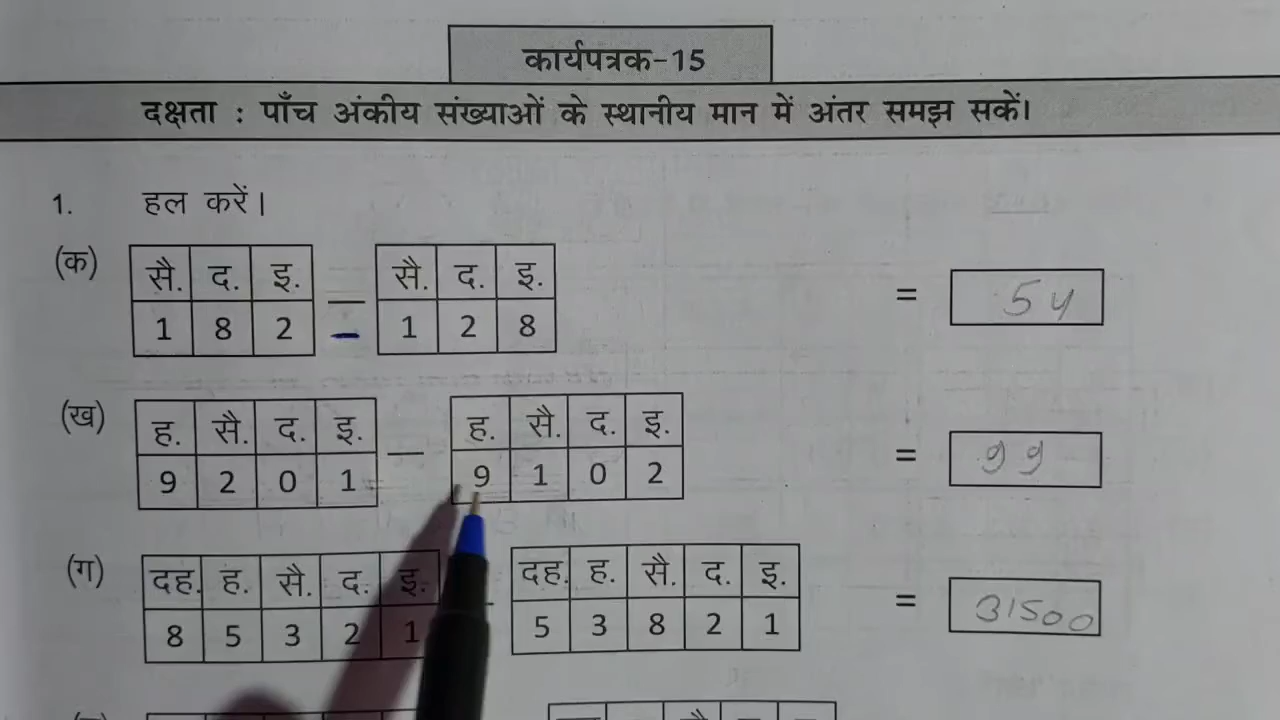 कार्यपत्रक-15
दक्षता : पाँच अंकीय संख्याओं के स्थानीय मान में अंतर समझ सकें।
1. हल करें।
(क) सै. द. इ. — सै. द. इ.
1 8 2 - 1 2 8 = 54
(ख) ह. सै. द. इ. — ह. सै. द. इ.
9 2 0 1 9 1 0 2 = 99
(ग) दह. ह. सै. द. इ. - दह. ह. सै. द. इ.
8 5 3 2 1 5 3 8 2 1 = 31500